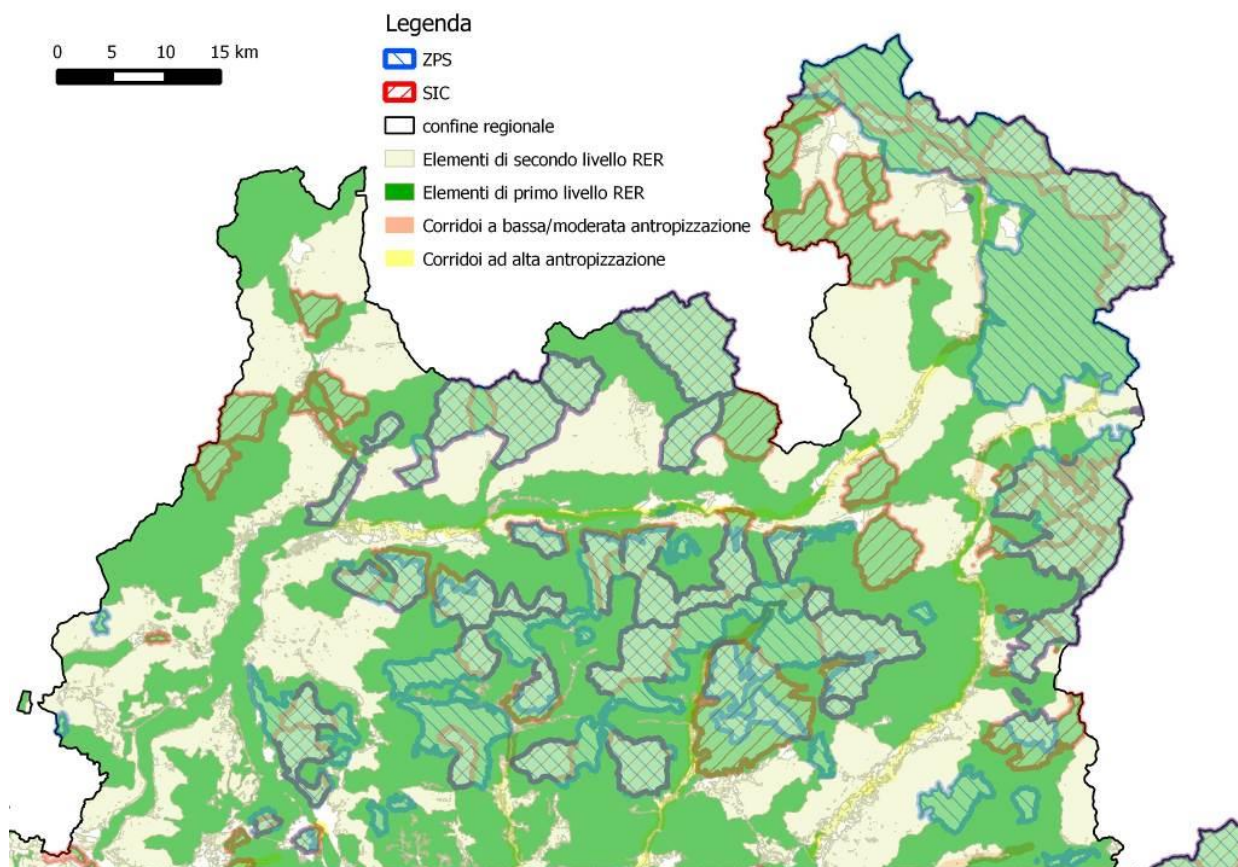 Legenda
0 5 10 15 km
ZPS
SIC
confine regionale
Elementi di secondo livello RER
Elementi di primo livello RER
Corridoi a bassa/moderata antropizzazione
Corridoi ad alta antropizzazione